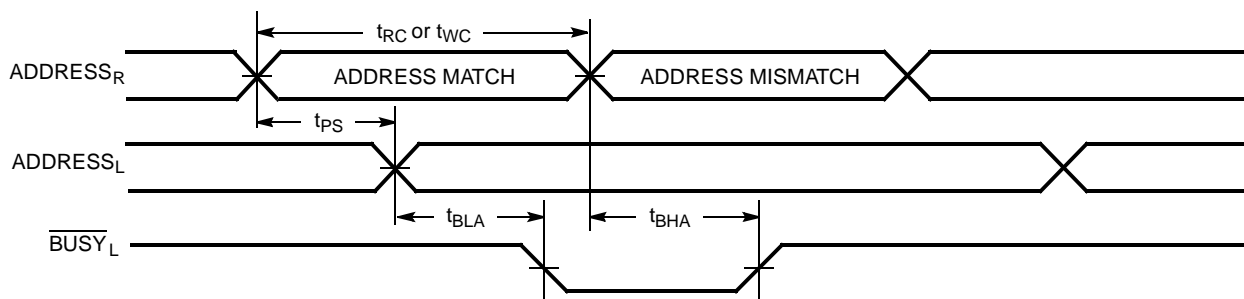 tRC or tWC
ADDRESSR ADDRESS MATCH ADDRESS MISMATCH
tPS
ADDRESSL
tBLA tBHA
BUSYL